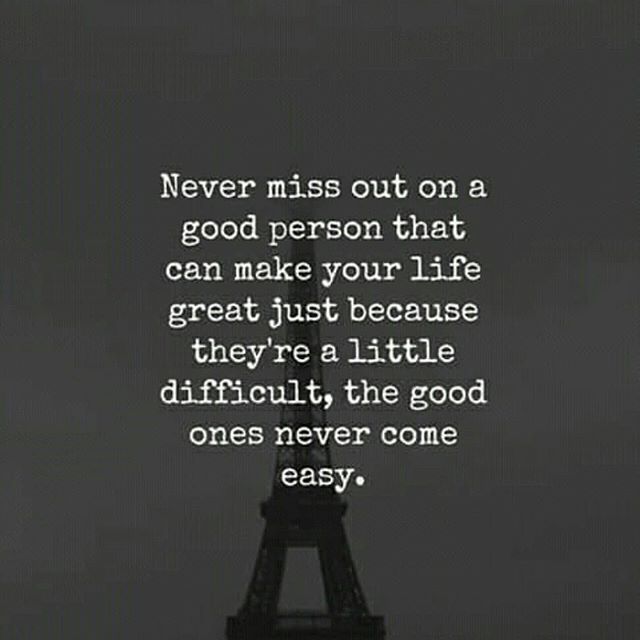 Never miss out on a
good person that
can make your life
great just because
they're a little
difficult, the good
ones never come
easy.